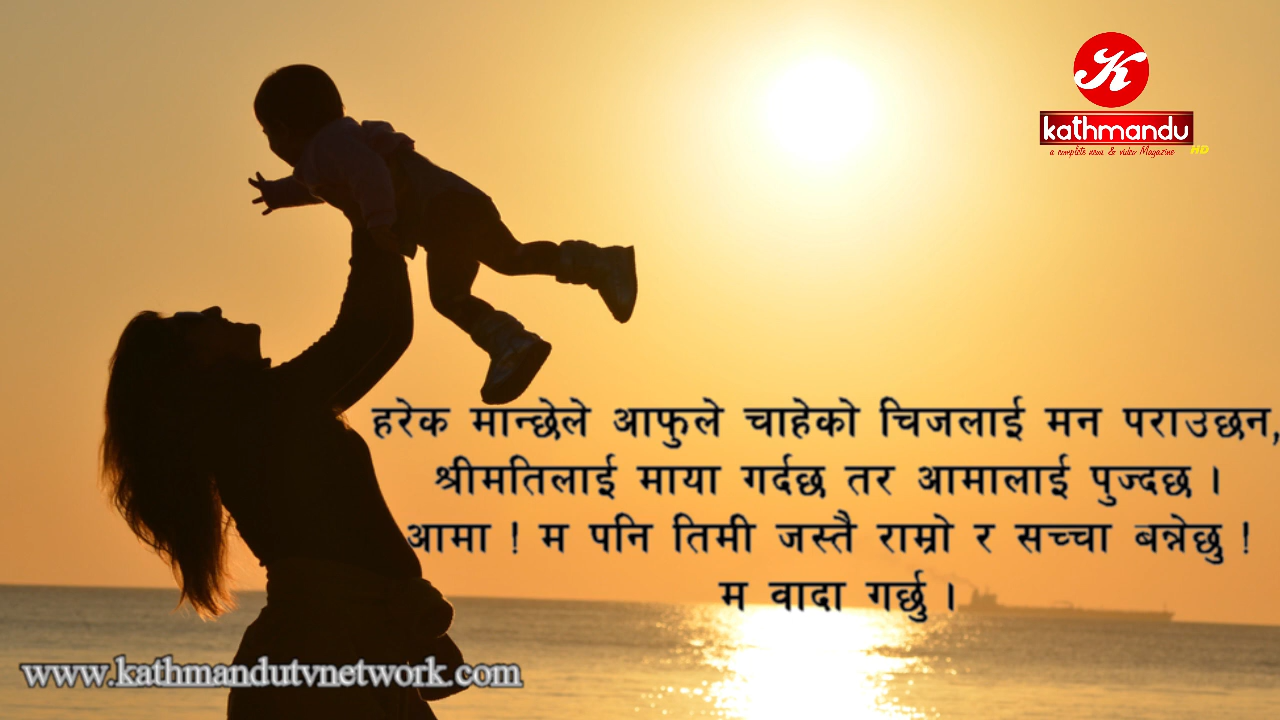 K
kathmandu
a complete news & video Magazine HD
हरेक मान्छेले आफुले चाहेको चिजलाई मन पराउछन,
श्रीमतिलाई माया गर्दछ तर आमालाई पुज्दछ ।
आमा ! म पनि तिमी जस्तै राम्रो र सच्चा बन्नेछु !
म वादा गर्छु ।
www.kathmandutvnetwork.com